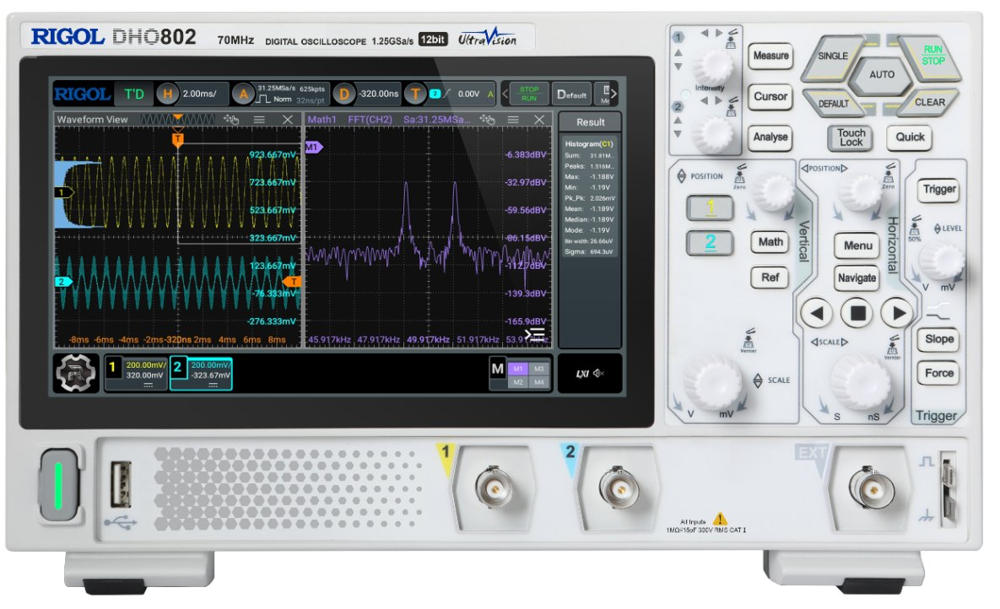 RIGOL DHO802 70MHz DIGITAL OSCILLOSCOPE 1.25GSa/s 12bit UltraVision
RIGOL T'D H 2.00ms/ A 31.25MSa/s 625kpts D -320.00ns T 2 0.00V A STOP Default
Norm 32ns/pt RUN
Waveform View Math1 FFT(CH2) Sa:31.25MSa... Result
T
M1
923.667mV
723.667mV
523.667mV
323.667mV
123.667mV
-76.333mV
-276.333mV
1
2
T
-8ms -6ms -4ms -2ms -320ns 2ms 4ms 6ms 8ms
-6.383dBV
-32.97dBV
-59.56dBV
-86.15dBV
-112.7dBV
-139.3dBV
-165.9dBV
45.917kHz 47.917kHz 49.917kHz 51.917kHz
Histogram(C1)
Sum: 31.81M..
Peaks: 1.516M..
Max: -1.188V
Min: -1.19V
Pk_Pk: 2.026mV
Mean: -1.189V
Median: -1.189V
Mode: -1.19V
Bin width: 26.66uV
Sigma: 694.3uV
1 200.00mV/
320.00mV
2 200.00mV/
-323.67mV
M M1 M3
M2 M4
LXI
1
Intensity
2
Measure
Cursor
Analyse
SINGLE
RUN
STOP
AUTO
DEFAULT
CLEAR
Touch
Lock
Quick
POSITION
Zero
1
2
Math
Ref
Vertical
Vernier
SCALE
V mV
POSITION
Zero
Menu
Navigate
Horizontal
SCALE
Vernier
S nS
Trigger
LEVEL
50%
V mV
Slope
Force
Trigger
1
2
EXT
All Inputs
1MΩ=15pF 300V RMS CAT I